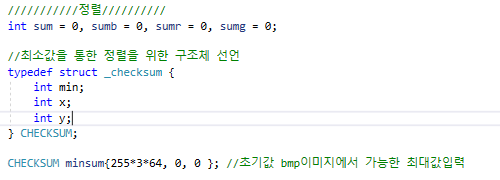 ///////////정렬//////////
int sum = 0, sumb = 0, sumr = 0, sumg = 0;
//최소값을 통한 정렬을 위한 구조체 선언
typedef struct _checksum {
int min;
int x;
int y;
} CHECKSUM;
CHECKSUM minsum{255*3*64, 0, 0 }; //초기값 bmp이미지에서 가능한 최대값입력